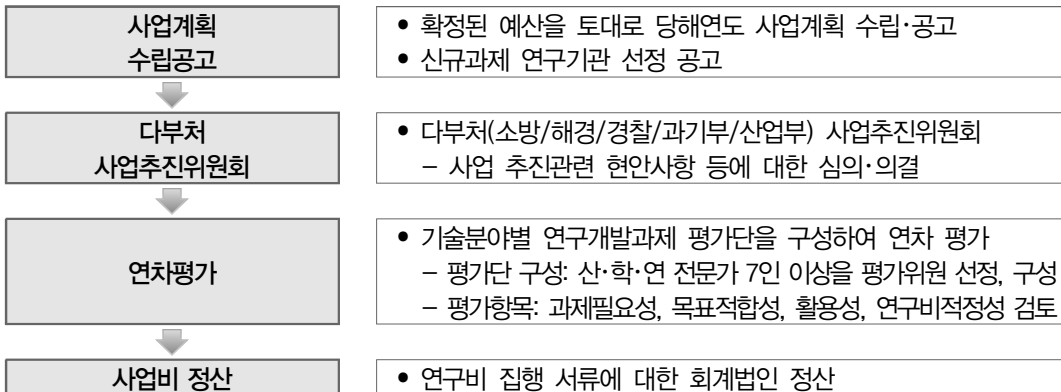 사업계획
수립공고
• 확정된 예산을 토대로 당해연도 사업계획 수립·공고
• 신규과제 연구기관 선정 공고
다부처
사업추진위원회
• 다부처(소방/해경/경찰/과기부/산업부) 사업추진위원회
– 사업 추진관련 현안사항 등에 대한 심의·의결
연차평가
• 기술분야별 연구개발과제 평가단을 구성하여 연차 평가
– 평가단 구성: 산·학·연 전문가 7인 이상을 평가위원 선정, 구성
– 평가항목: 과제필요성, 목표적합성, 활용성, 연구비적정성 검토
사업비 정산
• 연구비 집행 서류에 대한 회계법인 정산